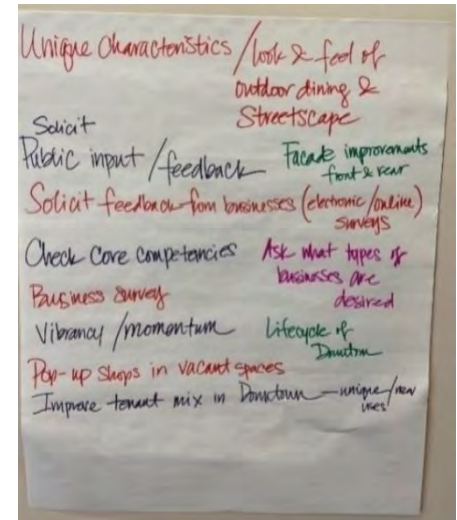 Unique Characteristics / look & feel of
outdoor dining &
Streetscape
Solicit
Public input / feedback
Facade improvements
front & rear
Solicit feedback from businesses (electronic/online)
surveys
Check Core Competencies
Ask what types of
businesses are
desired
Business survey
Vibrancy / momentum
Lifecycle of
Downtown
Pop-up shops in vacant spaces
Improve tenant mix in Downtown – unique/new
uses